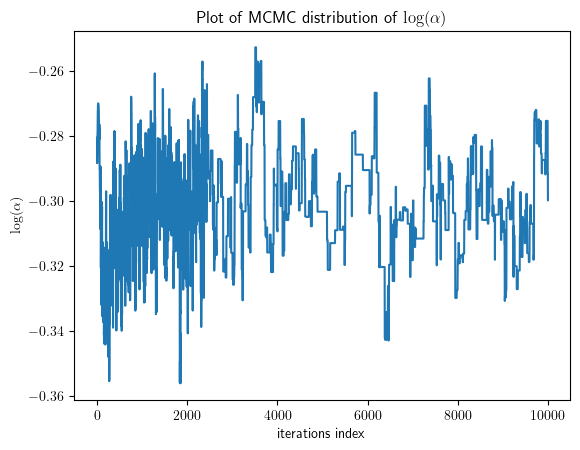 Plot of MCMC distribution of log(α)
−0.26
−0.28
−0.30
−0.32
−0.34
−0.36
log(α)
0 2000 4000 6000 8000 10000
iterations index